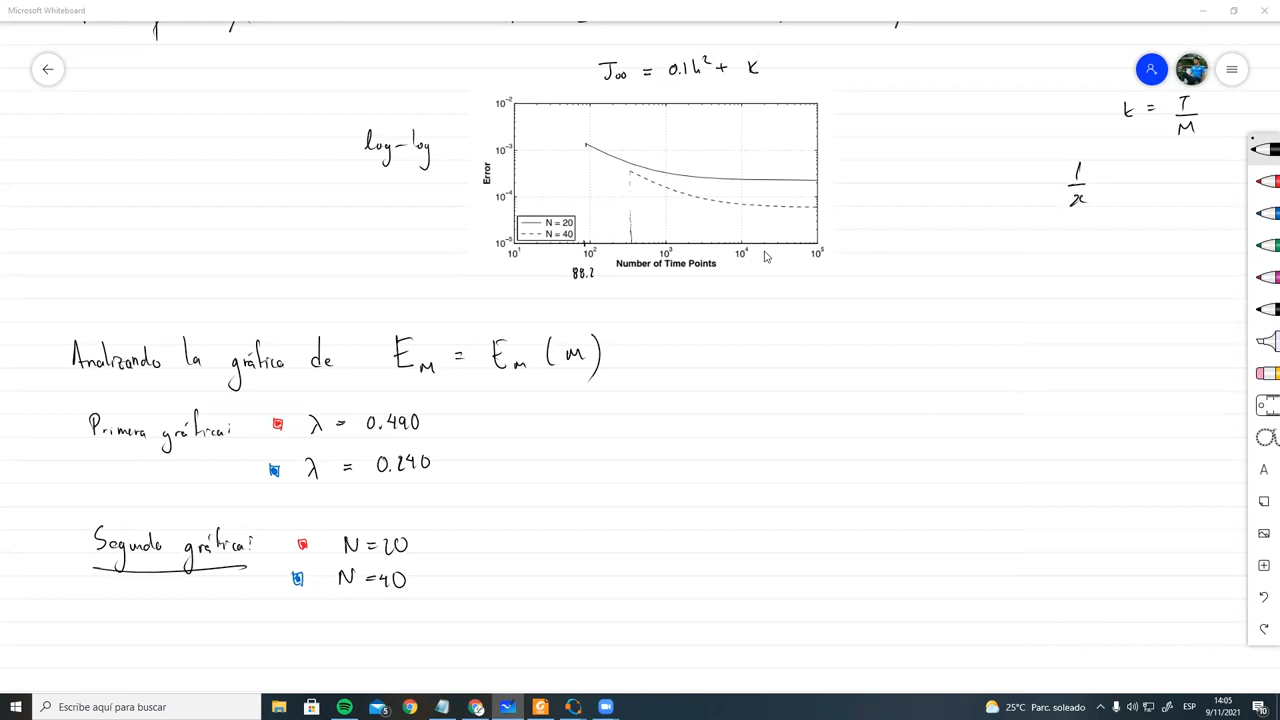 Microsoft Whiteboard
J∞ = 0.1h² + k
k = T/M
log-log
1/x
10⁻²
10⁻³
10⁻⁴
10⁻⁵
Error
N = 20
N = 40
10¹ 10² 10³ 10⁴ 10⁵
Number of Time Points
88.2
Analizando la gráfica de E_M = E_M (M)
Primera gráfica: λ = 0.490
λ = 0.240
Segunda gráfica: N = 20
N = 40
A
Escribe aquí para buscar
5
25°C Parc. soleado
ESP
14:05
9/11/2021
10